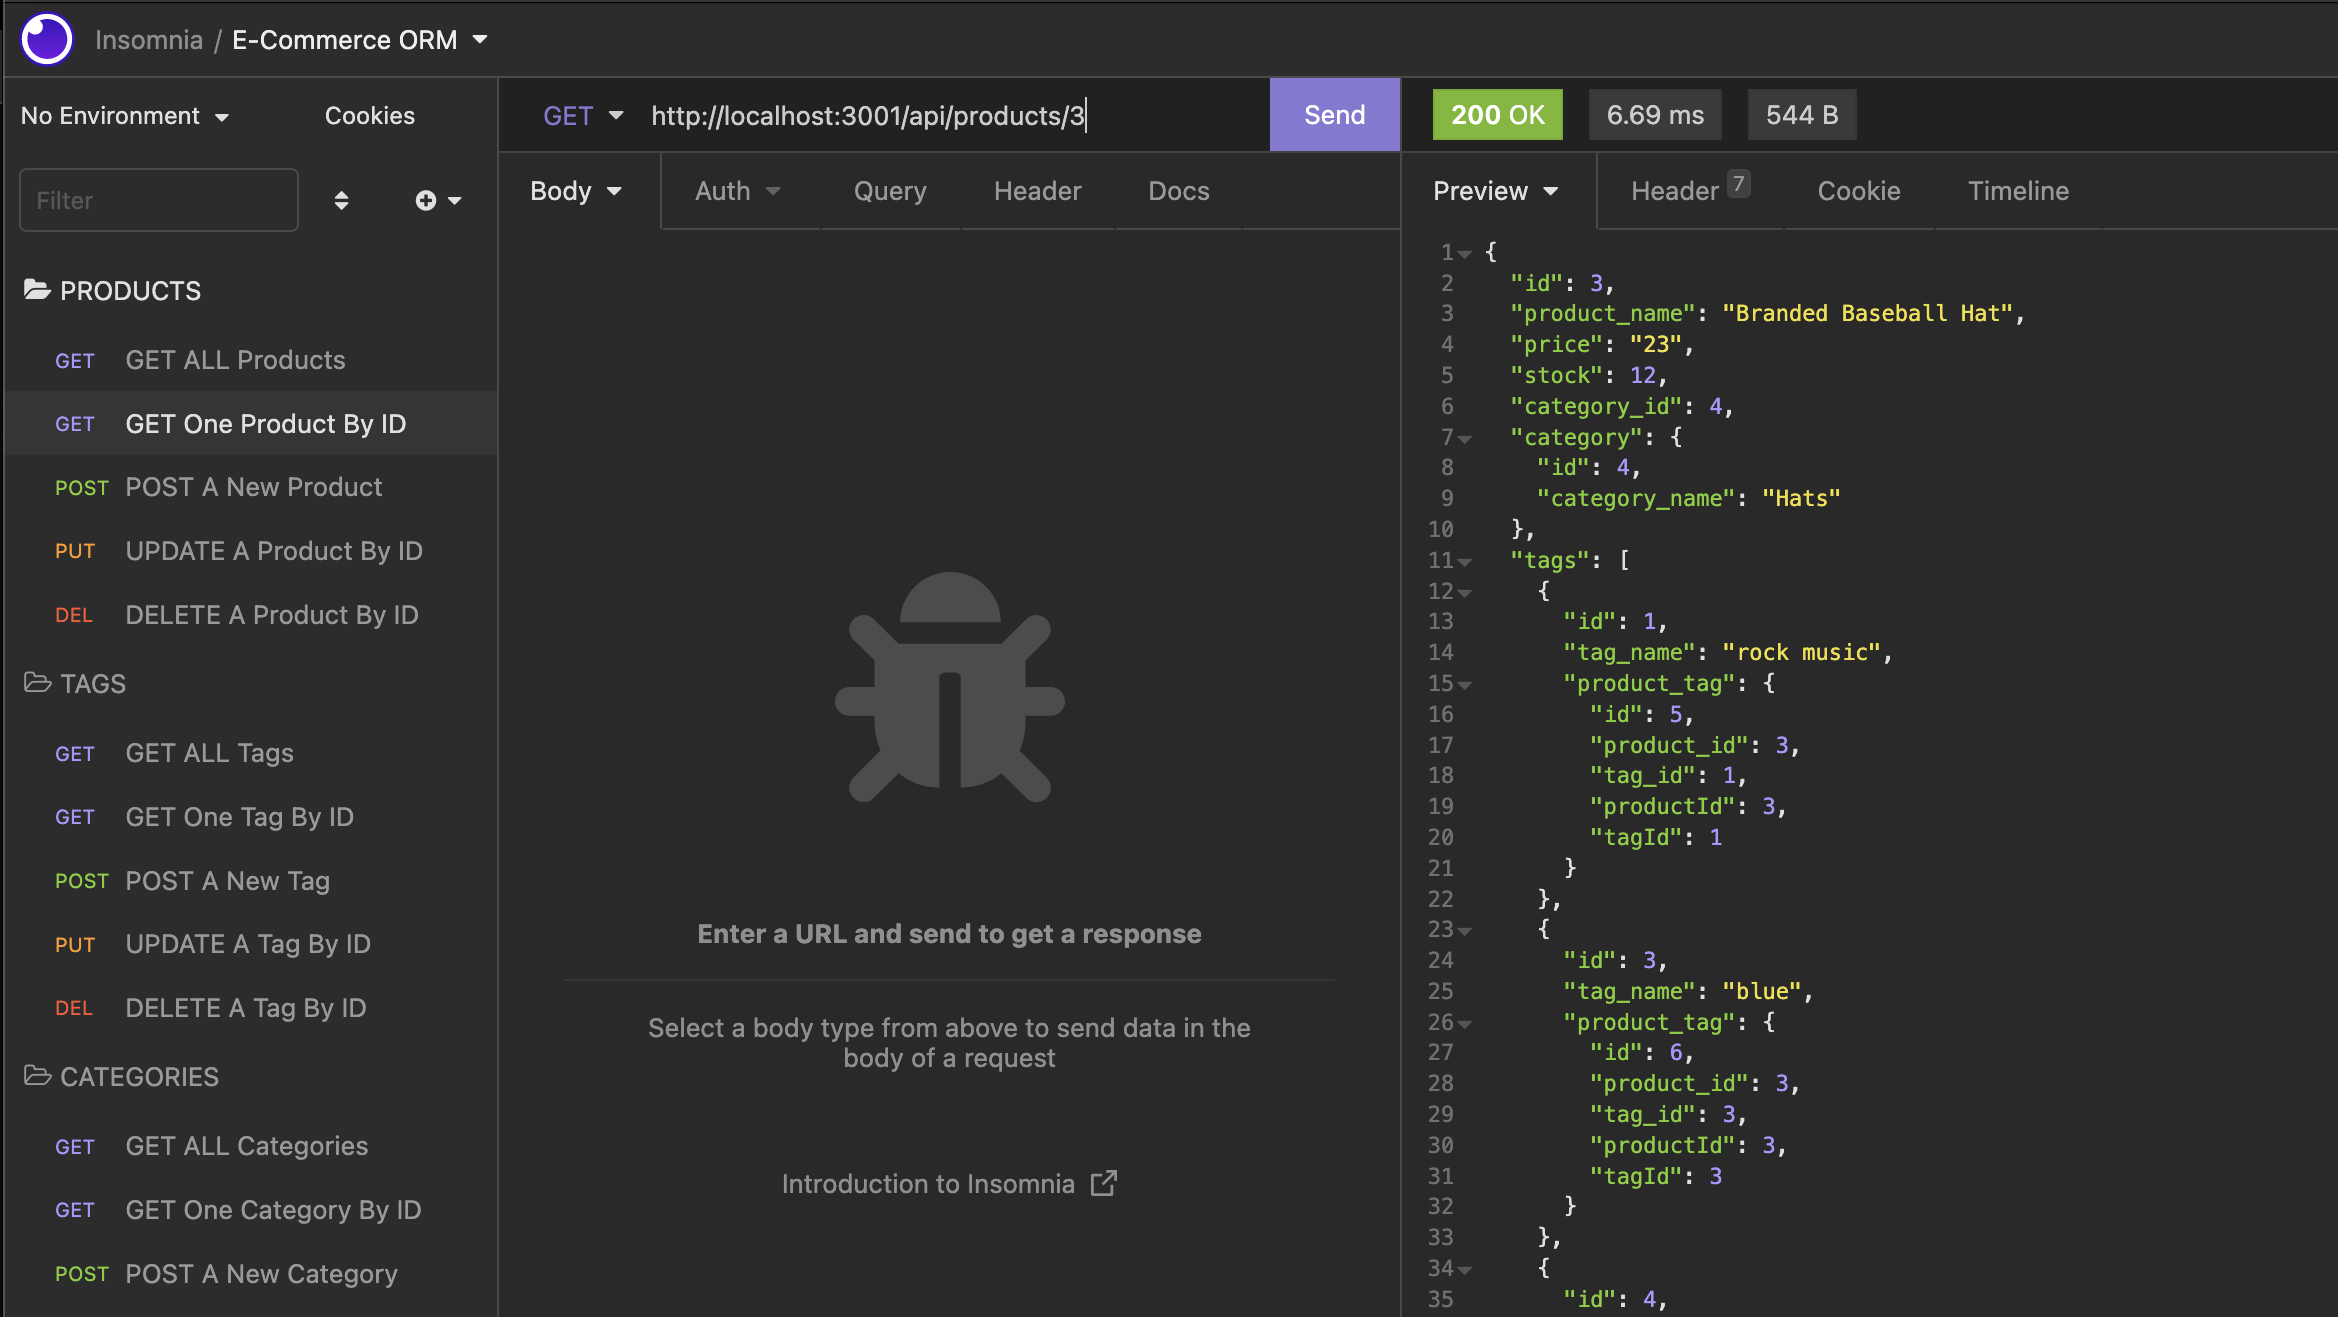 Insomnia / E-Commerce ORM
No Environment
Cookies
Filter
PRODUCTS
GET GET ALL Products
GET GET One Product By ID
POST POST A New Product
PUT UPDATE A Product By ID
DEL DELETE A Product By ID
TAGS
GET GET ALL Tags
GET GET One Tag By ID
POST POST A New Tag
PUT UPDATE A Tag By ID
DEL DELETE A Tag By ID
CATEGORIES
GET GET ALL Categories
GET GET One Category By ID
POST POST A New Category
GET http://localhost:3001/api/products/3 Send
Body Auth Query Header Docs
Enter a URL and send to get a response
Select a body type from above to send data in the
body of a request
Introduction to Insomnia
200 OK 6.69 ms 544 B
Preview Header 7 Cookie Timeline
1 {
2 "id": 3,
3 "product_name": "Branded Baseball Hat",
4 "price": "23",
5 "stock": 12,
6 "category_id": 4,
7 "category": {
8 "id": 4,
9 "category_name": "Hats"
10 },
11 "tags": [
12 {
13 "id": 1,
14 "tag_name": "rock music",
15 "product_tag": {
16 "id": 5,
17 "product_id": 3,
18 "tag_id": 1,
19 "productId": 3,
20 "tagId": 1
21 }
22 },
23 {
24 "id": 3,
25 "tag_name": "blue",
26 "product_tag": {
27 "id": 6,
28 "product_id": 3,
29 "tag_id": 3,
30 "productId": 3,
31 "tagId": 3
32 }
33 },
34 {
35 "id": 4,